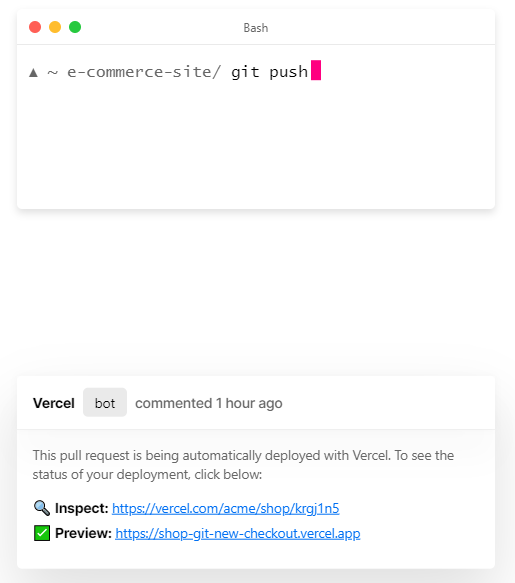 Bash
▲ ~ e-commerce-site/ git push
Vercel bot commented 1 hour ago
This pull request is being automatically deployed with Vercel. To see the
status of your deployment, click below:
🔍 Inspect: https://vercel.com/acme/shop/krgj1n5
✅ Preview: https://shop-git-new-checkout.vercel.app